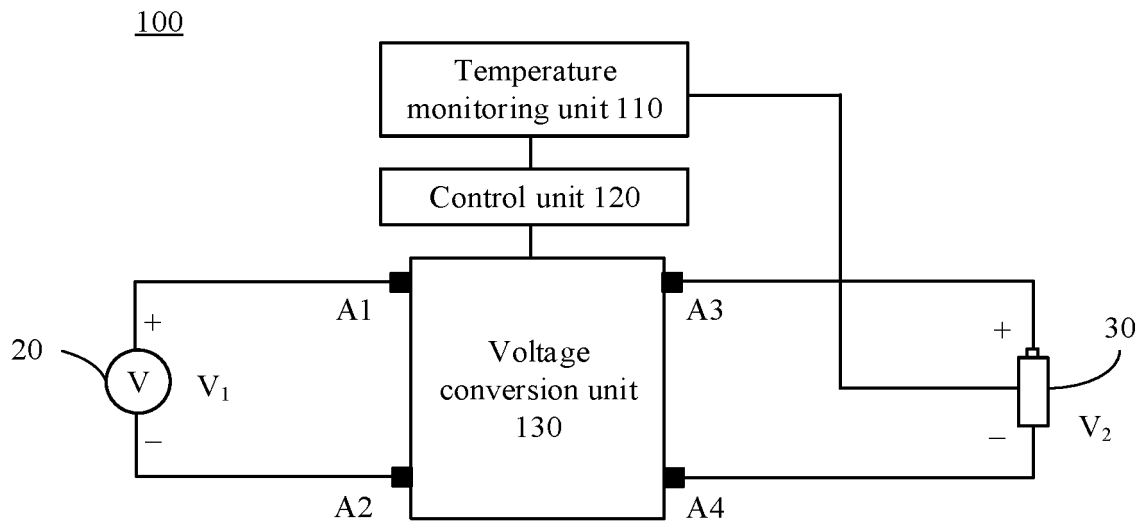 100
Temperature
monitoring unit 110
Control unit 120
A1
A3
+
+
20
30
V
V₁
Voltage
conversion unit
130
V₂
−
−
A2
A4